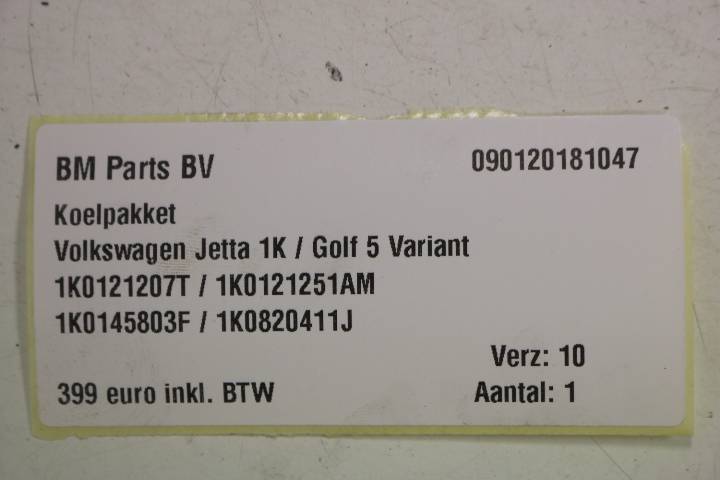 BM Parts BV 090120181047
Koelpakket
Volkswagen Jetta 1K / Golf 5 Variant
1K0121207T / 1K0121251AM
1K0145803F / 1K0820411J
Verz: 10
399 euro inkl. BTW Aantal: 1